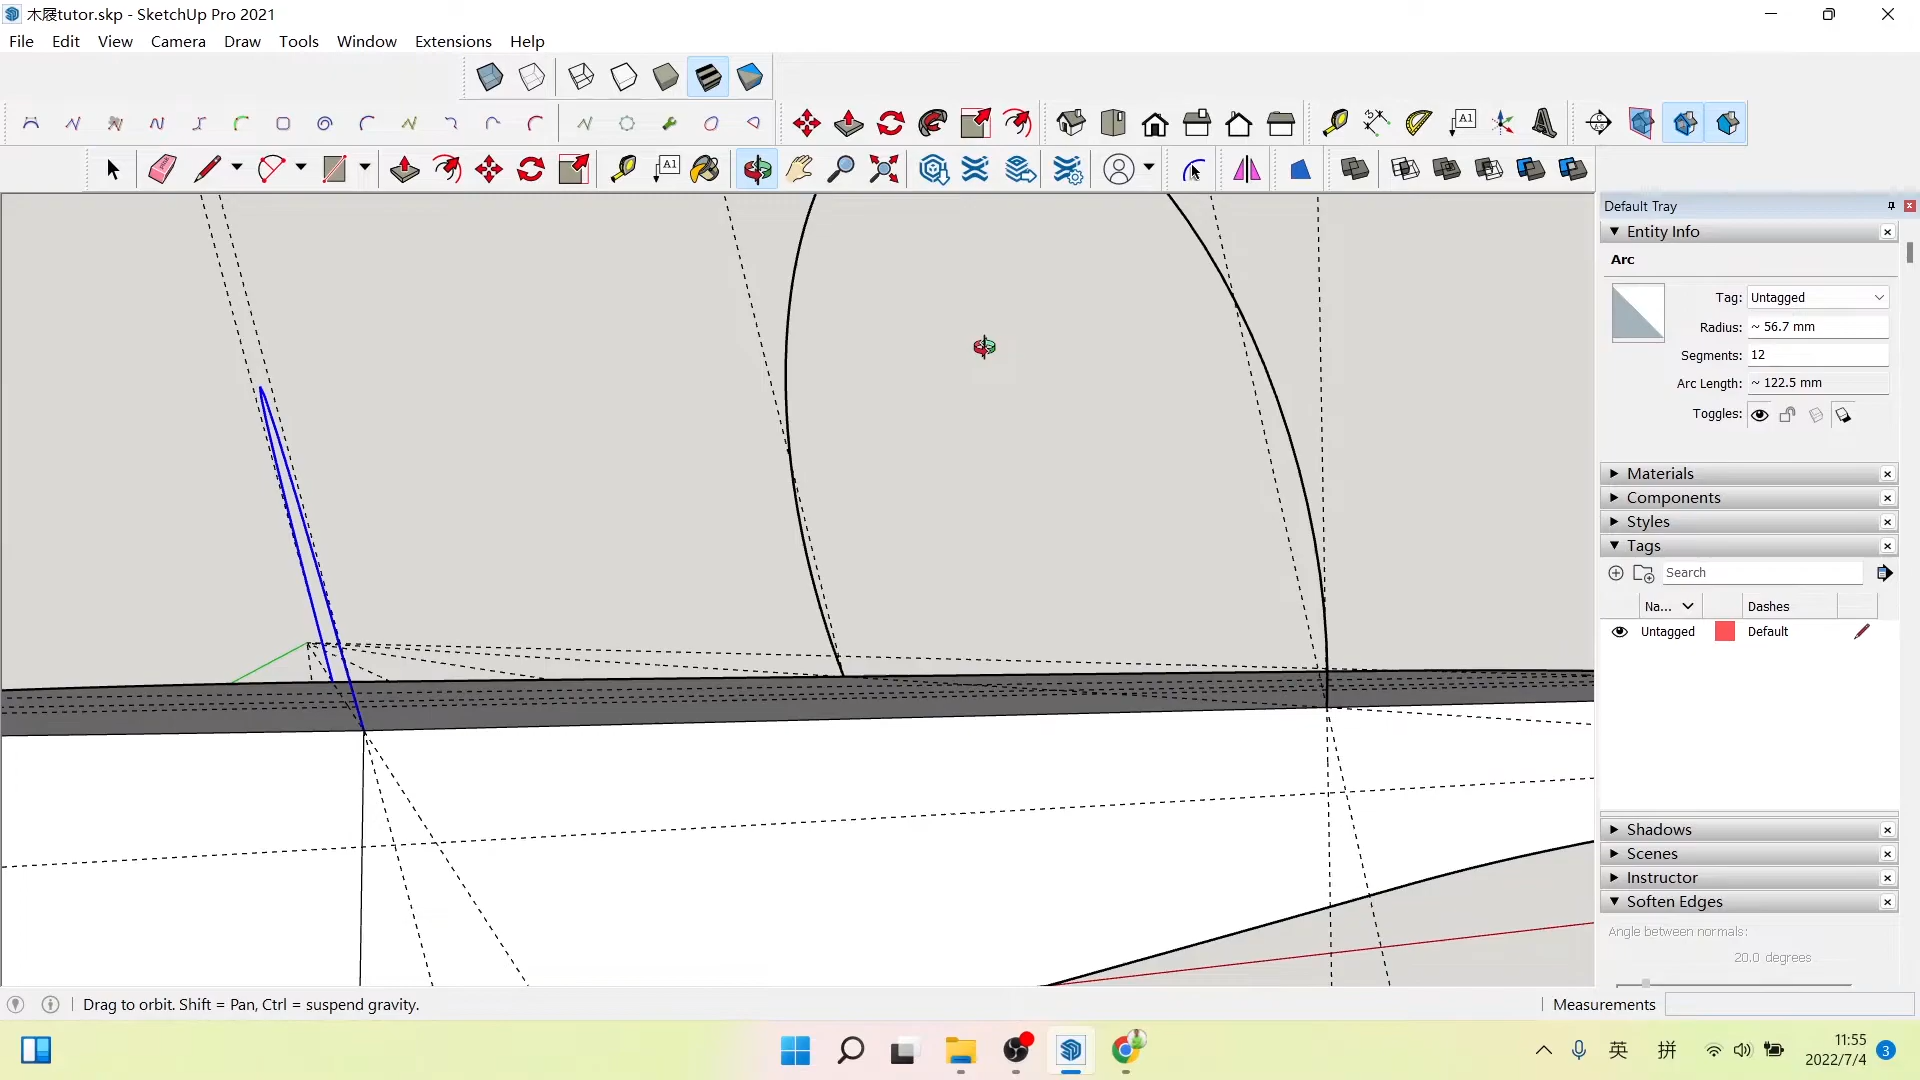 木屐tutor.skp - SketchUp Pro 2021
File Edit View Camera Draw Tools Window Extensions Help
A1
A1
Default Tray
Entity Info
Arc
Tag: Untagged
Radius: ~ 56.7 mm
Segments: 12
Arc Length: ~ 122.5 mm
Toggles:
Materials
Components
Styles
Tags
Search
Na... Dashes
Untagged Default
Shadows
Scenes
Instructor
Soften Edges
Angle between normals:
20.0 degrees
Drag to orbit. Shift = Pan, Ctrl = suspend gravity.
Measurements
英 拼
11:55
2022/7/4
3